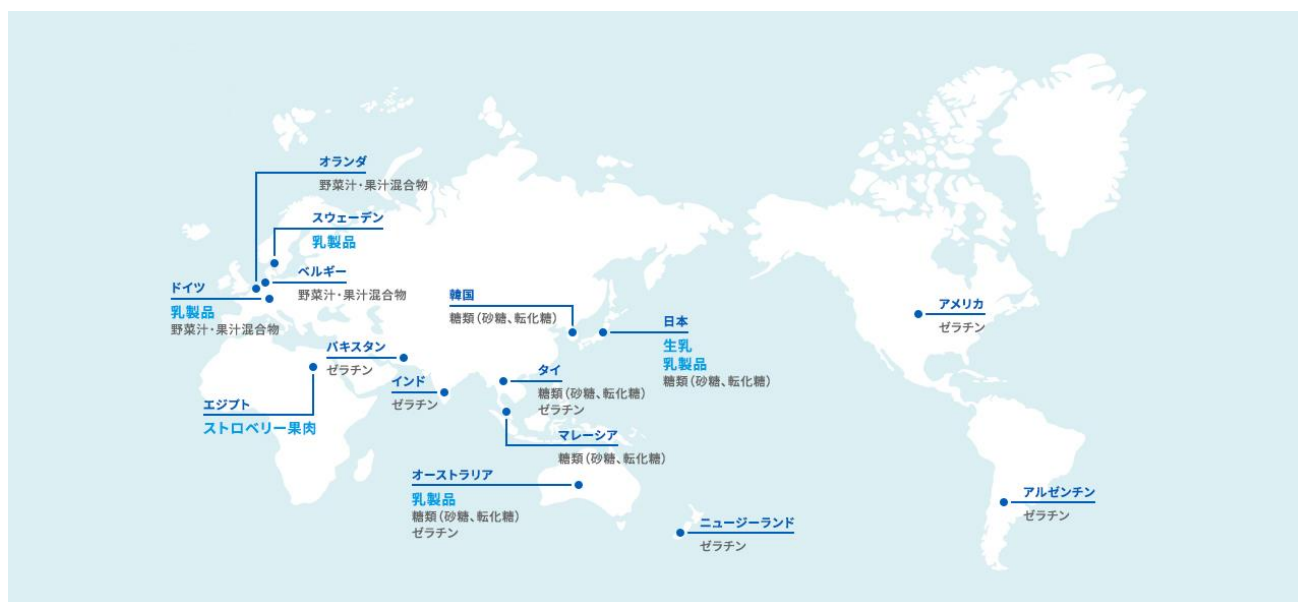 オランダ
野菜汁・果汁混合物
スウェーデン
乳製品
ベルギー
野菜汁・果汁混合物
ドイツ
乳製品
野菜汁・果汁混合物
韓国
糖類(砂糖、転化糖)
日本
生乳
乳製品
糖類(砂糖、転化糖)
アメリカ
ゼラチン
パキスタン
ゼラチン
インド
ゼラチン
タイ
糖類(砂糖、転化糖)
ゼラチン
エジプト
ストロベリー果肉
マレーシア
糖類(砂糖、転化糖)
オーストラリア
乳製品
糖類(砂糖、転化糖)
ゼラチン
ニュージーランド
ゼラチン
アルゼンチン
ゼラチン